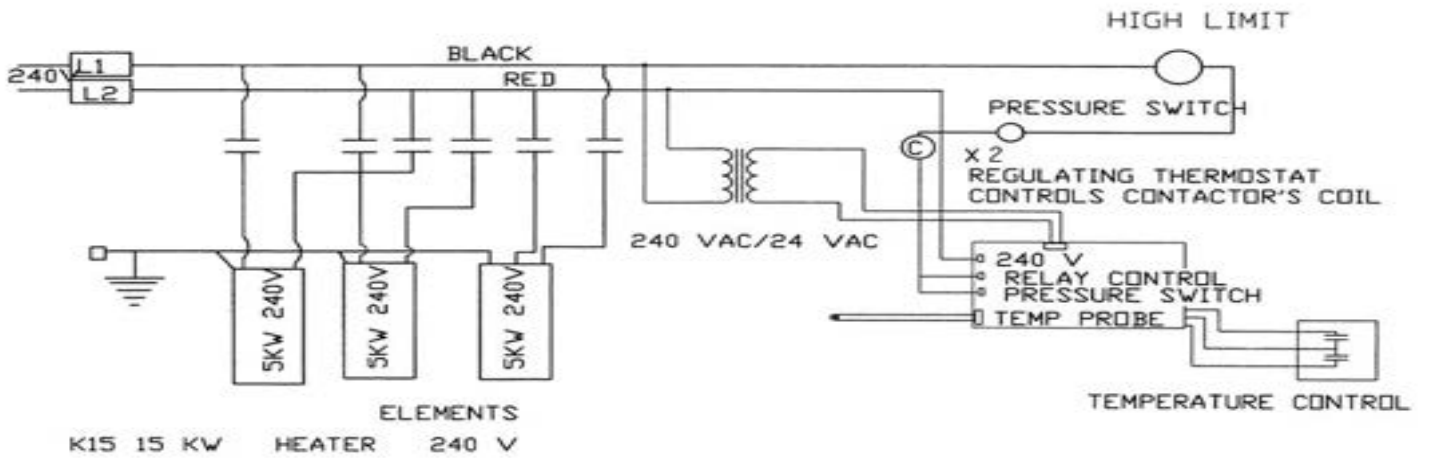 HIGH LIMIT
BLACK
L1
240V
RED
L2
PRESSURE SWITCH
C
X 2
REGULATING THERMOSTAT
CONTROLS CONTACTOR'S COIL
240 VAC/24 VAC
240 V
RELAY CONTROL
PRESSURE SWITCH
TEMP PROBE
5KW 240V
5KW 240V
5KW 240V
TEMPERATURE CONTROL
ELEMENTS
K15 15 KW HEATER 240 V